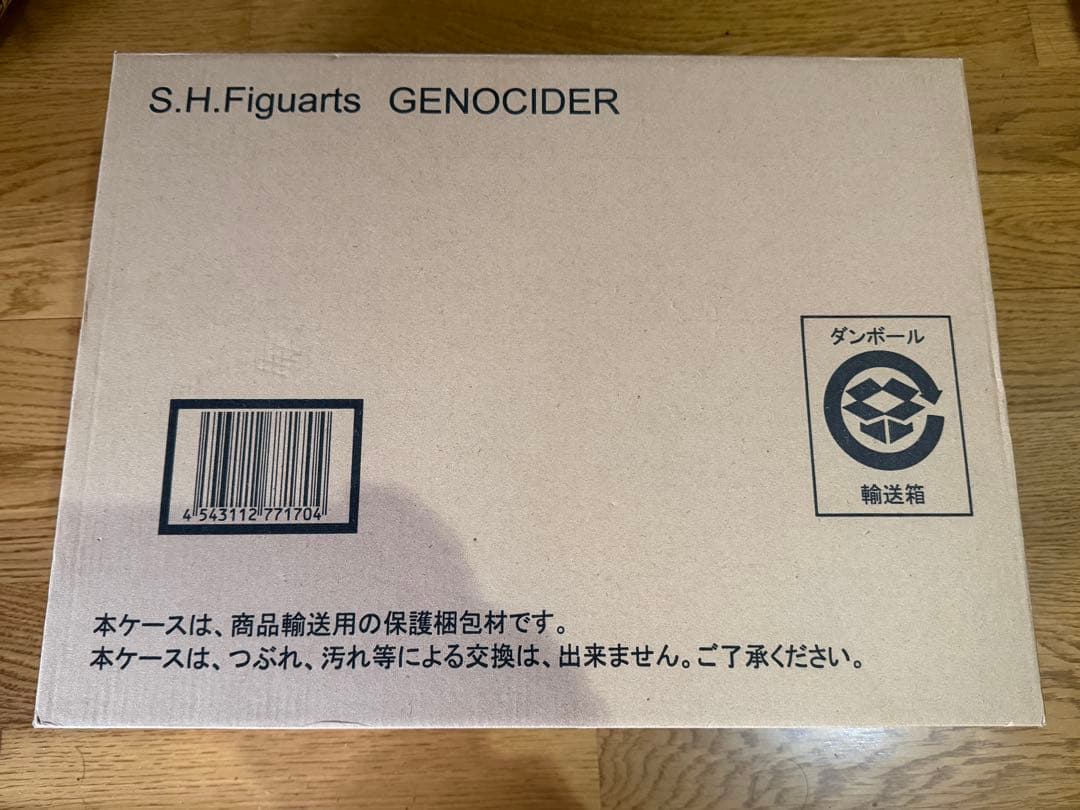 S.H.Figuarts GENOCIDER
ダンボール
輸送箱
4 543112 771704
本ケースは、商品輸送用の保護梱包材です。
本ケースは、つぶれ、汚れ等による交換は、出来ません。ご了承ください。